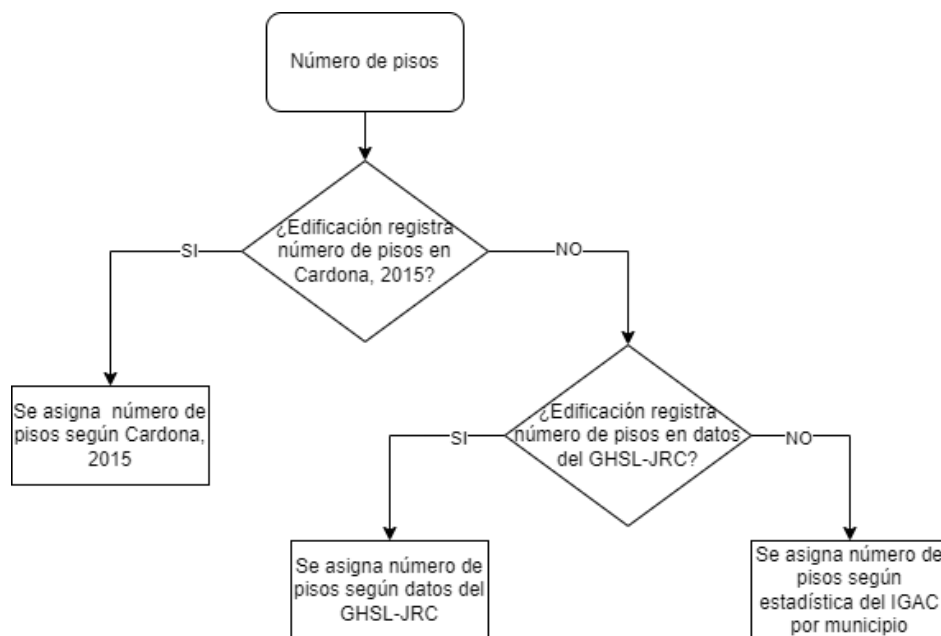 Número de pisos
¿Edificación registra
número de pisos en
Cardona, 2015?
SI
NO
Se asigna número de
pisos según Cardona,
2015
¿Edificación registra
número de pisos en datos
del GHSL-JRC?
SI
NO
Se asigna número de
pisos según datos del
GHSL-JRC
Se asigna número de
pisos según
estadística del IGAC
por municipio